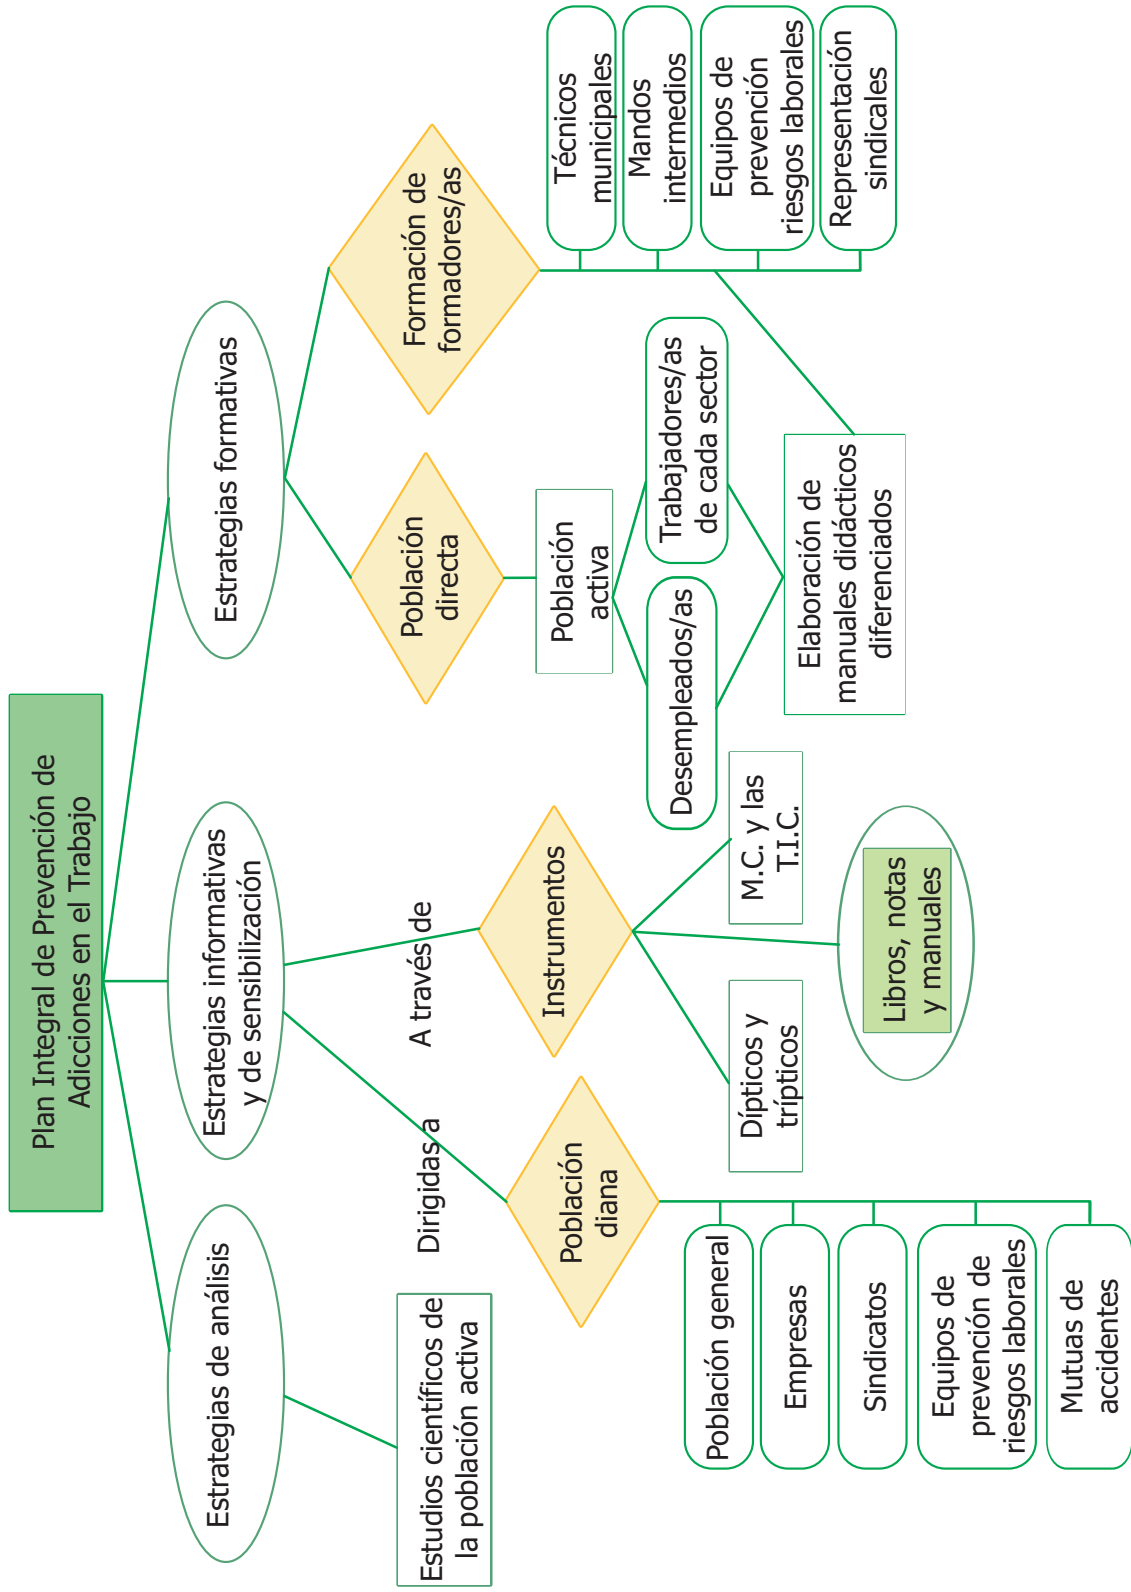 Plan Integral de Prevención de
Adicciones en el Trabajo
Estrategias de análisis
Estrategias informativas
y de sensibilización
Estrategias formativas
Estudios científicos de
la población activa
Dirigidas a
A través de
Población
diana
Instrumentos
Población
directa
Formación de
formadores/as
Población general
Empresas
Sindicatos
Equipos de
prevención de
riesgos laborales
Mutuas de
accidentes
Dípticos y
trípticos
Libros, notas
y manuales
M.C. y las
T.I.C.
Población
activa
Desempleados/as
Trabajadores/as
de cada sector
Elaboración de
manuales didácticos
diferenciados
Técnicos
municipales
Mandos
intermedios
Equipos de
prevención
riesgos laborales
Representación
sindicales